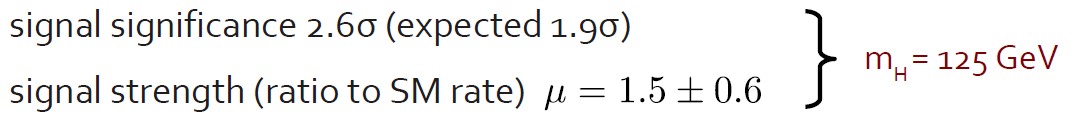 signal significance 2.6σ (expected 1.9σ)
signal strength (ratio to SM rate) μ = 1.5 ± 0.6
m_H = 125 GeV